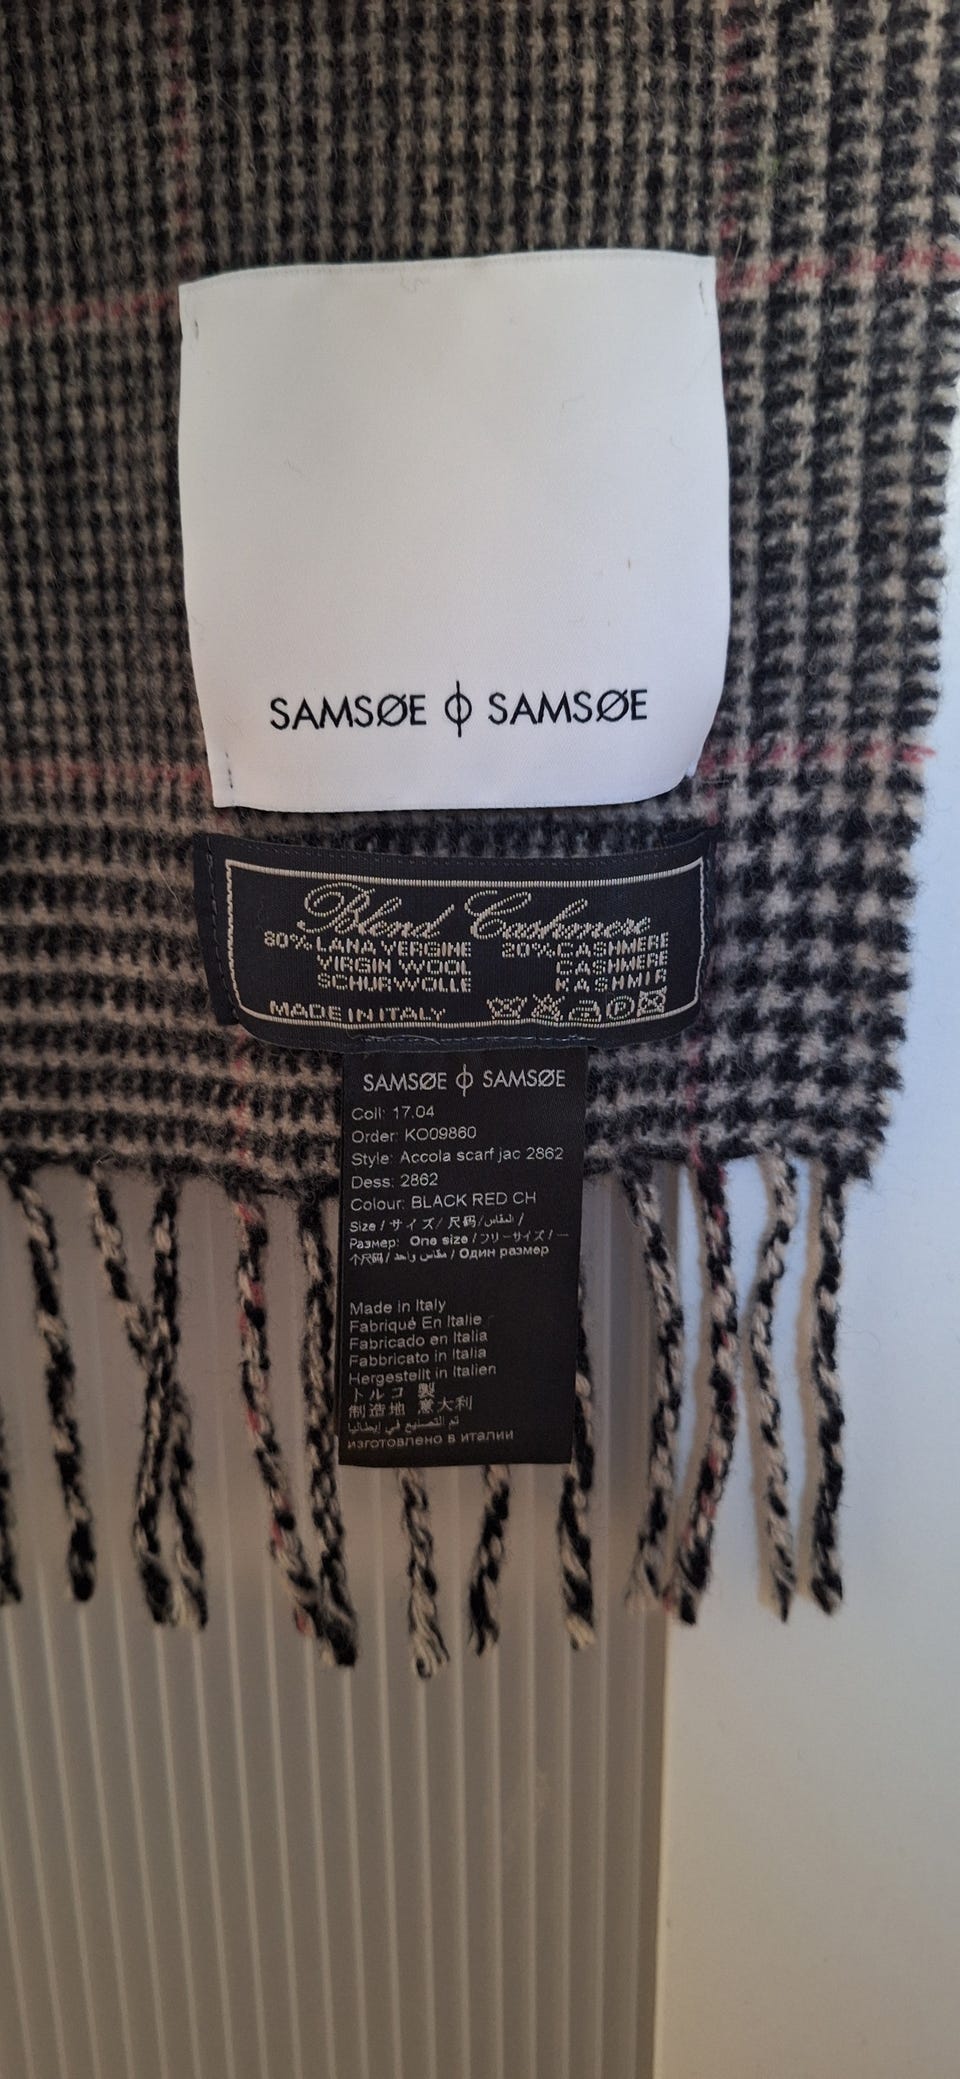 SAMSØE ϕ SAMSØE
Blend Cashmere
80% LANA VERGINE 20% CASHMERE
VIRGIN WOOL CASHMERE
SCHURWOLLE KASHMIR
MADE IN ITALY
SAMSØE ϕ SAMSØE
Coll: 17.04
Order: KO09860
Style: Accola scarf jac 2862
Dess: 2862
Colour: BLACK RED CH
Size / サイズ / 尺码 / المقاس /
Размер: One size / フリーサイズ / 一
个尺码 / مقاس واحد / Один размер
Made in Italy
Fabriqué En Italie
Fabricado en Italia
Fabbricato in Italia
Hergestellt in Italien
トルコ 製
制造地 意大利
تم التصنيع في إيطاليا
изготовлено в италии